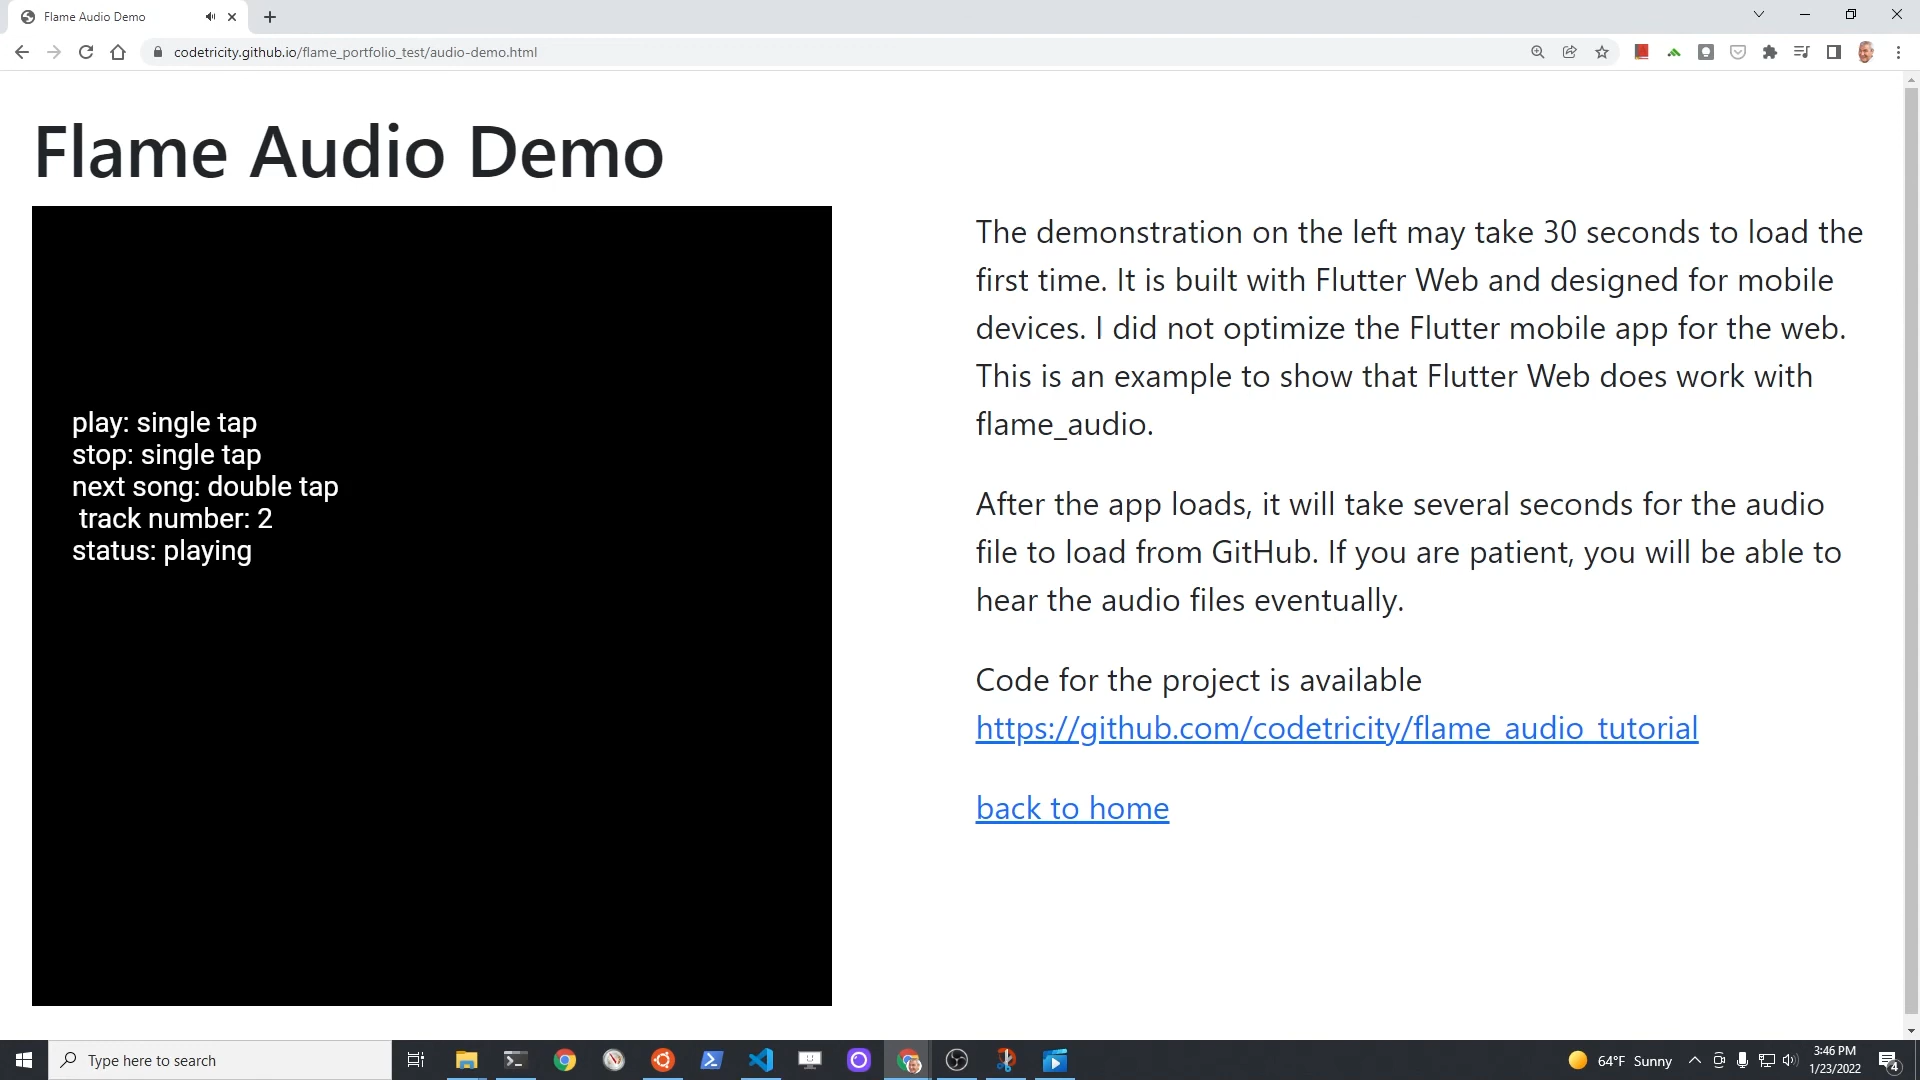 Flame Audio Demo
codetricity.github.io/flame_portfolio_test/audio-demo.html
Flame Audio Demo
play: single tap
stop: single tap
next song: double tap
track number: 2
status: playing
The demonstration on the left may take 30 seconds to load the
first time. It is built with Flutter Web and designed for mobile
devices. I did not optimize the Flutter mobile app for the web.
This is an example to show that Flutter Web does work with
flame_audio.
After the app loads, it will take several seconds for the audio
file to load from GitHub. If you are patient, you will be able to
hear the audio files eventually.
Code for the project is available
https://github.com/codetricity/flame_audio_tutorial
back to home
Type here to search
64°F Sunny
3:46 PM
1/23/2022
4